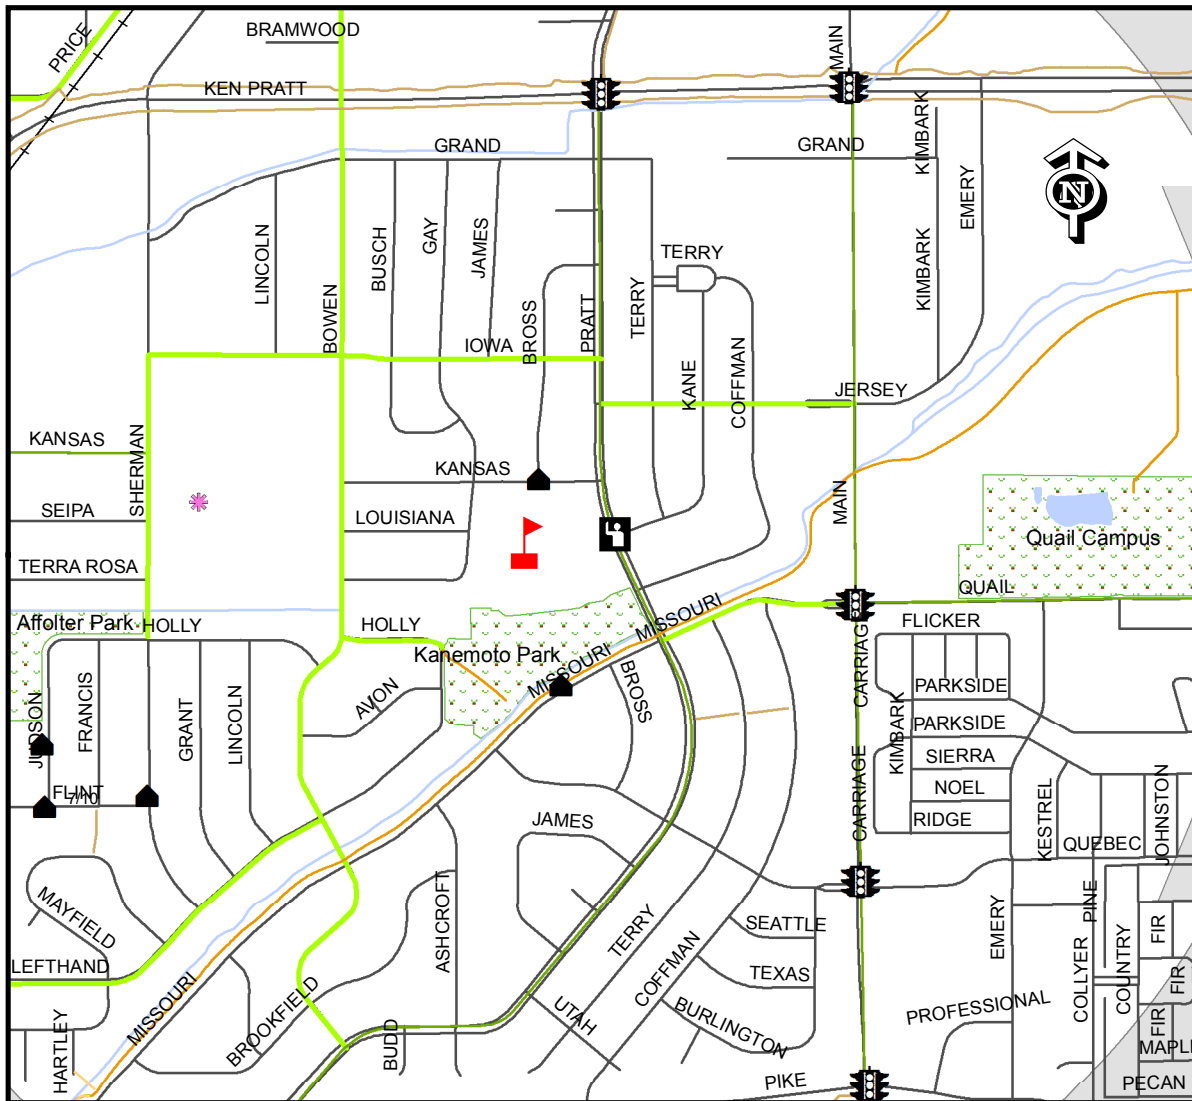 BRAMWOOD
PRICE
MAIN
KEN PRATT
KIMBARK
GRAND
GRAND
N
EMERY
LINCOLN
BUSCH
GAY
JAMES
TERRY
KIMBARK
BOWEN
BROSS
PRATT
TERRY
IOWA
KANE
COFFMAN
JERSEY
KANSAS
SHERMAN
KANSAS
MAIN
SEIPA
LOUISIANA
Quail Campus
TERRA ROSA
QUAIL
Affolter Park
HOLLY
HOLLY
MISSOURI
FLICKER
Kanemoto Park
MISSOURI
CARRIAGE
PARKSIDE
JUDSON
FRANCIS
GRANT
LINCOLN
AVON
BROSS
KIMBARK
PARKSIDE
SIERRA
FLINT
7/10
NOEL
JAMES
CARRIAGE
RIDGE
KESTREL
QUEBEC
JOHNSTON
MAYFIELD
ASHCROFT
TERRY
SEATTLE
EMERY
PINE
FIR
LEFTHAND
COFFMAN
TEXAS
COLLYER
COUNTRY
FIR
MISSOURI
BROOKFIELD
UTAH
BURLINGTON
PROFESSIONAL
FIR
HARTLEY
BUDD
MAPLE
PIKE
PECAN